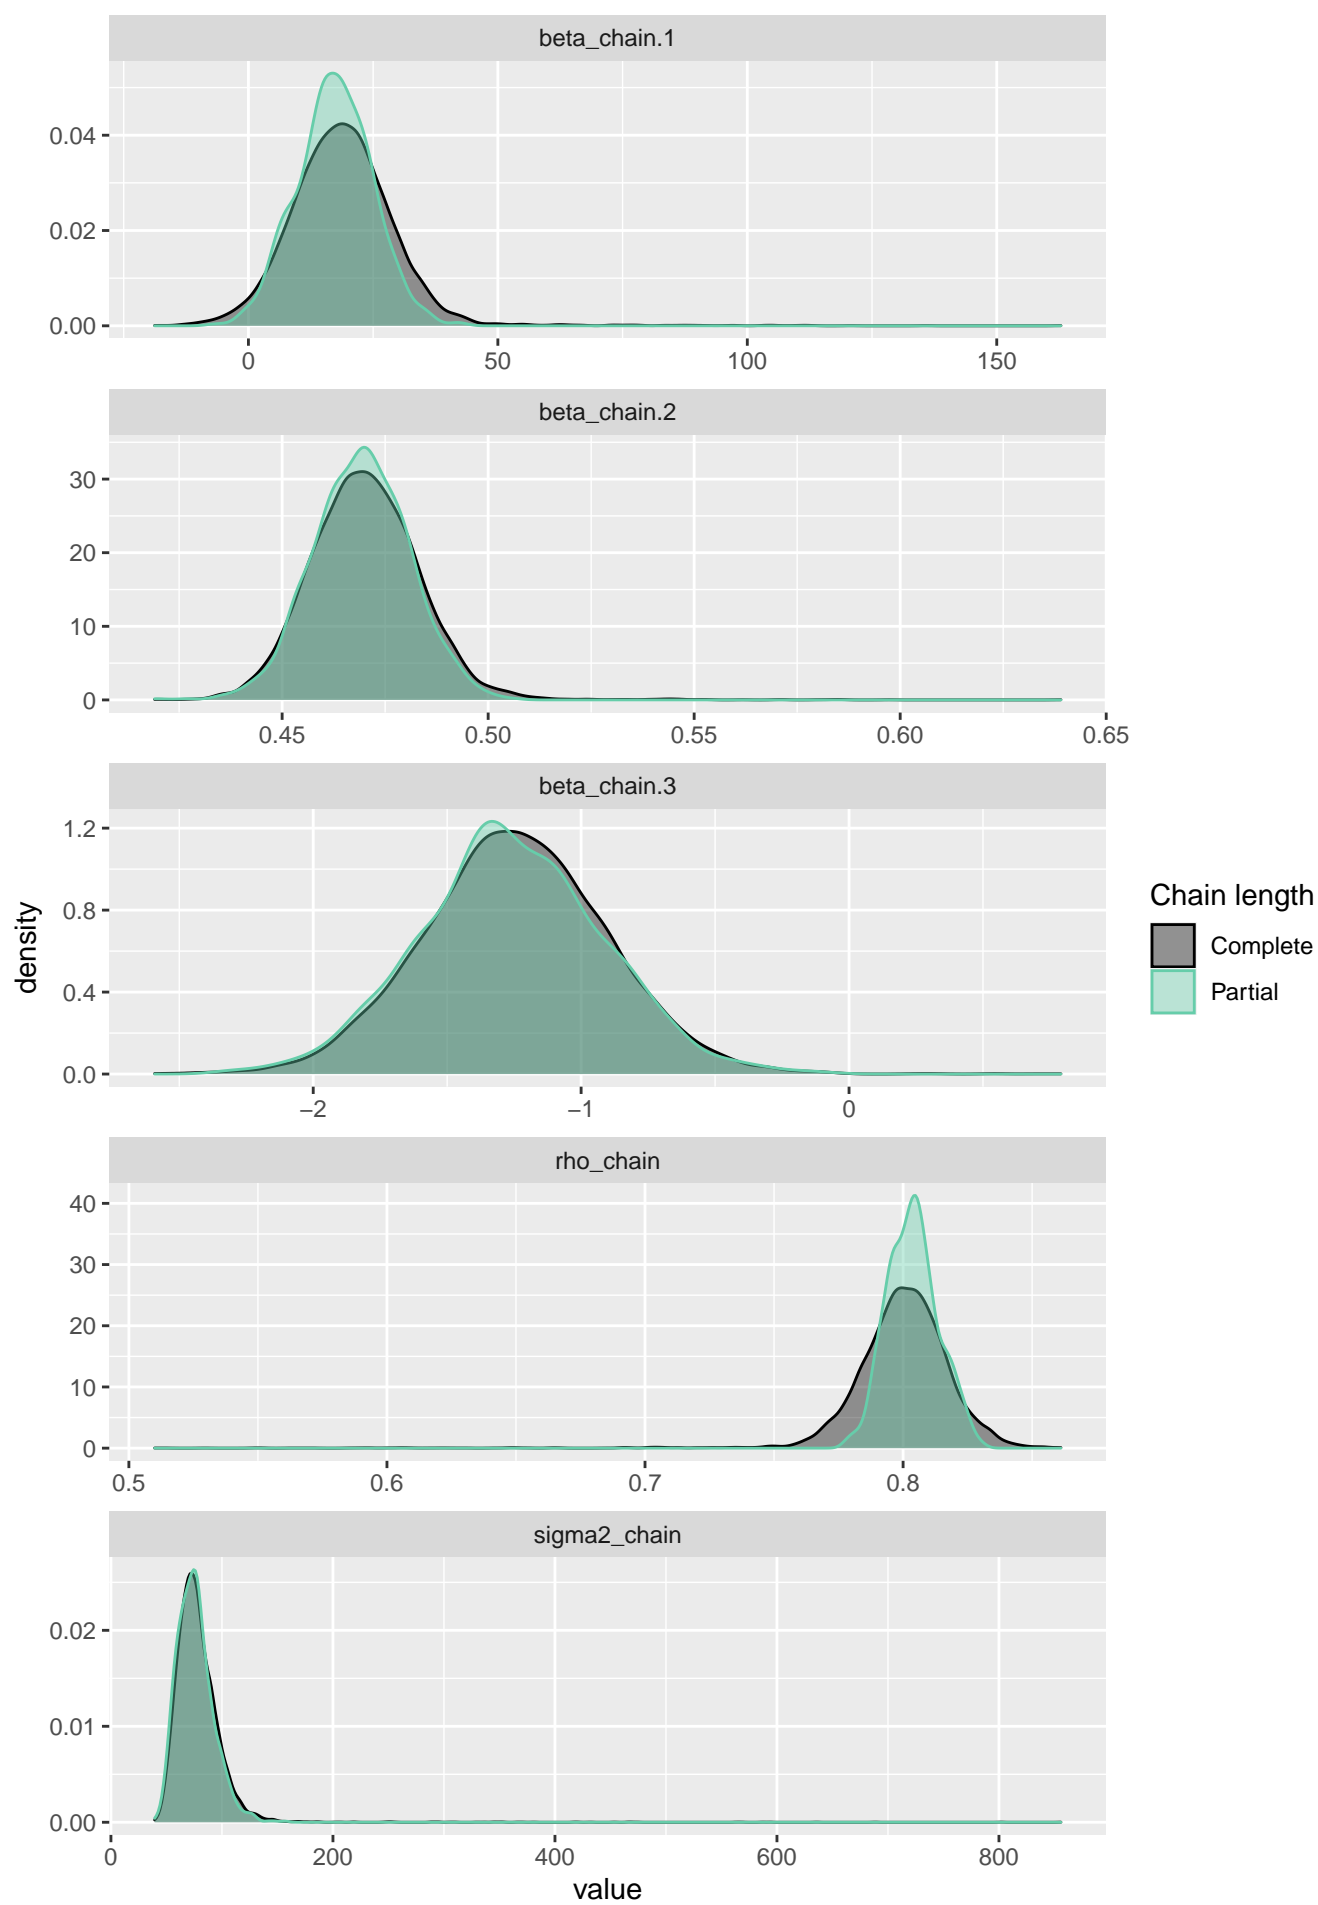 beta_chain.1
0.04
0.02
0.00
0 50 100 150
beta_chain.2
30
20
10
0
0.45 0.50 0.55 0.60 0.65
beta_chain.3
1.2
0.8
0.4
0.0
−2 −1 0
rho_chain
40
30
20
10
0
0.5 0.6 0.7 0.8
sigma2_chain
0.02
0.01
0.00
0 200 400 600 800
value
density
Chain length
Complete
Partial